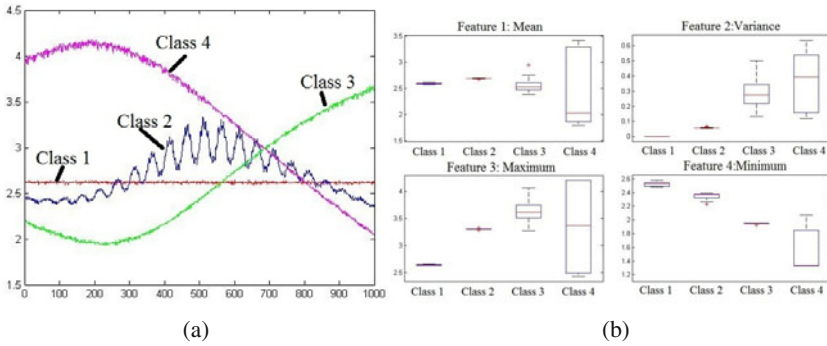 4.5
4
3.5
3
2.5
2
1.5
0 100 200 300 400 500 600 700 800 900 1000
Class 4
Class 3
Class 2
Class 1
(a)
Feature 1: Mean
3.5
3
2.5
2
1.5
Class 1 Class 2 Class 3 Class 4
Feature 2:Variance
0.6
0.5
0.4
0.3
0.2
0.1
0
Class 1 Class 2 Class 3 Class 4
Feature 3: Maximum
4
3.5
3
2.5
Class 1 Class 2 Class 3 Class 4
Feature 4:Minimum
2.6
2.4
2.2
2
1.8
1.6
1.4
1.2
Class 1 Class 2 Class 3 Class 4
(b)